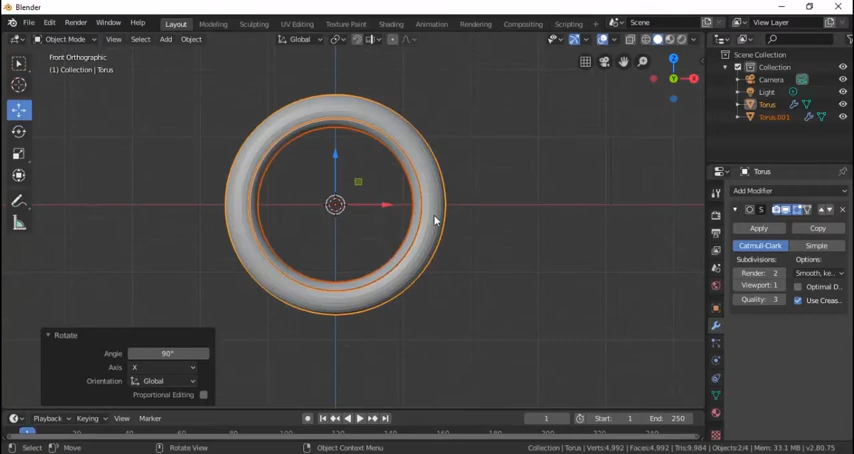 Blender
File Edit Render Window Help
Layout Modeling Sculpting UV Editing Texture Paint Shading Animation Rendering Compositing Scripting +
Scene
View Layer
Object Mode View Select Add Object
Global
Front Orthographic
(1) Collection | Torus
Z
Y
X
Scene Collection
Collection
Camera
Light
Torus
Torus.001
Torus
Add Modifier
S
Apply Copy
Catmull-Clark Simple
Subdivisions: Options:
Render: 2 Smooth, ke..
Viewport: 1 Optimal D..
Quality: 3 Use Creas..
Rotate
Angle 90°
Axis X
Orientation Global
Proportional Editing
Playback Keying View Marker
1 Start: 1 End: 250
1
Select Move Rotate View Object Context Menu
Collection | Torus | Verts:4,992 | Faces:4,992 | Tris:9,984 | Objects:2/4 | Mem: 33.1 MB | v2.80.75